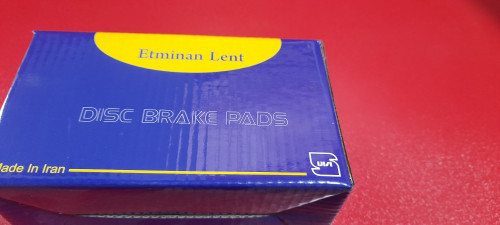 Etminan Lent
DISC BRAKE PADS
Made In Iran